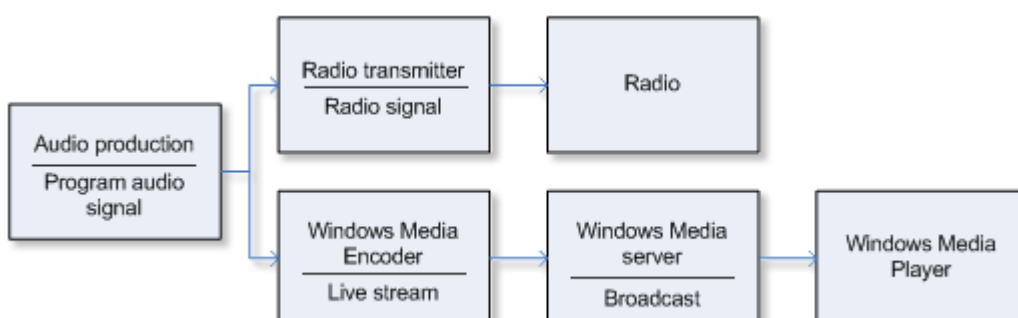 Audio production
Program audio
signal
Radio transmitter
Radio signal
Radio
Windows Media
Encoder
Live stream
Windows Media
server
Broadcast
Windows Media
Player